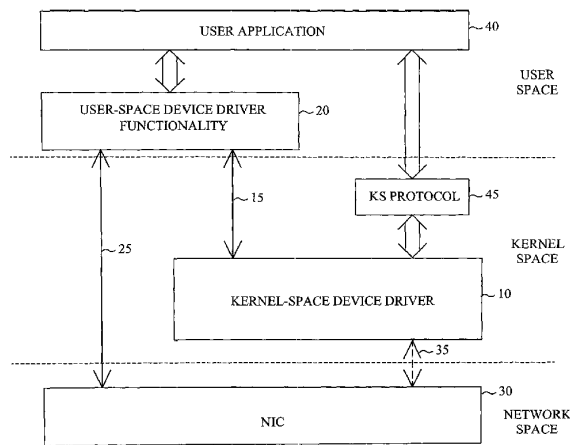 USER APPLICATION
40
USER
SPACE
USER-SPACE DEVICE DRIVER
FUNCTIONALITY
20
15
KS PROTOCOL
45
25
KERNEL
SPACE
KERNEL-SPACE DEVICE DRIVER
10
35
30
NIC
NETWORK
SPACE